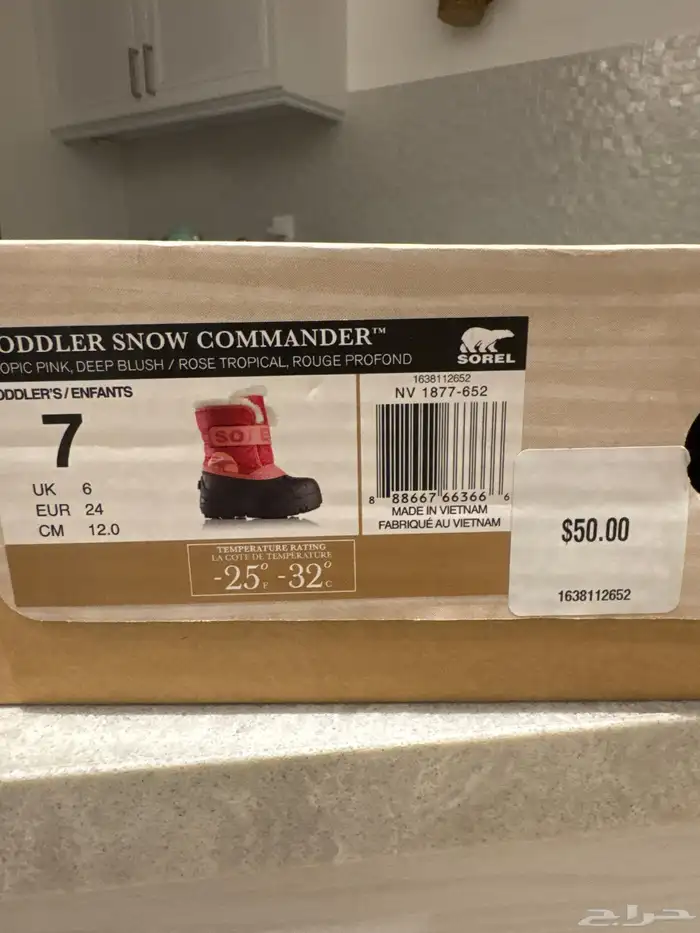 ODDLER SNOW COMMANDER™
OPIC PINK, DEEP BLUSH / ROSE TROPICAL, ROUGE PROFOND
SOREL
ODDLER'S / ENFANTS
7
UK 6
EUR 24
CM 12.0
1638112652
NV 1877-652
8 88667 66366 6
MADE IN VIETNAM
FABRIQUÉ AU VIETNAM
TEMPERATURE RATING
LA COTE DE TEMPÉRATURE
-25°F -32°C
$50.00
1638112652
حراج